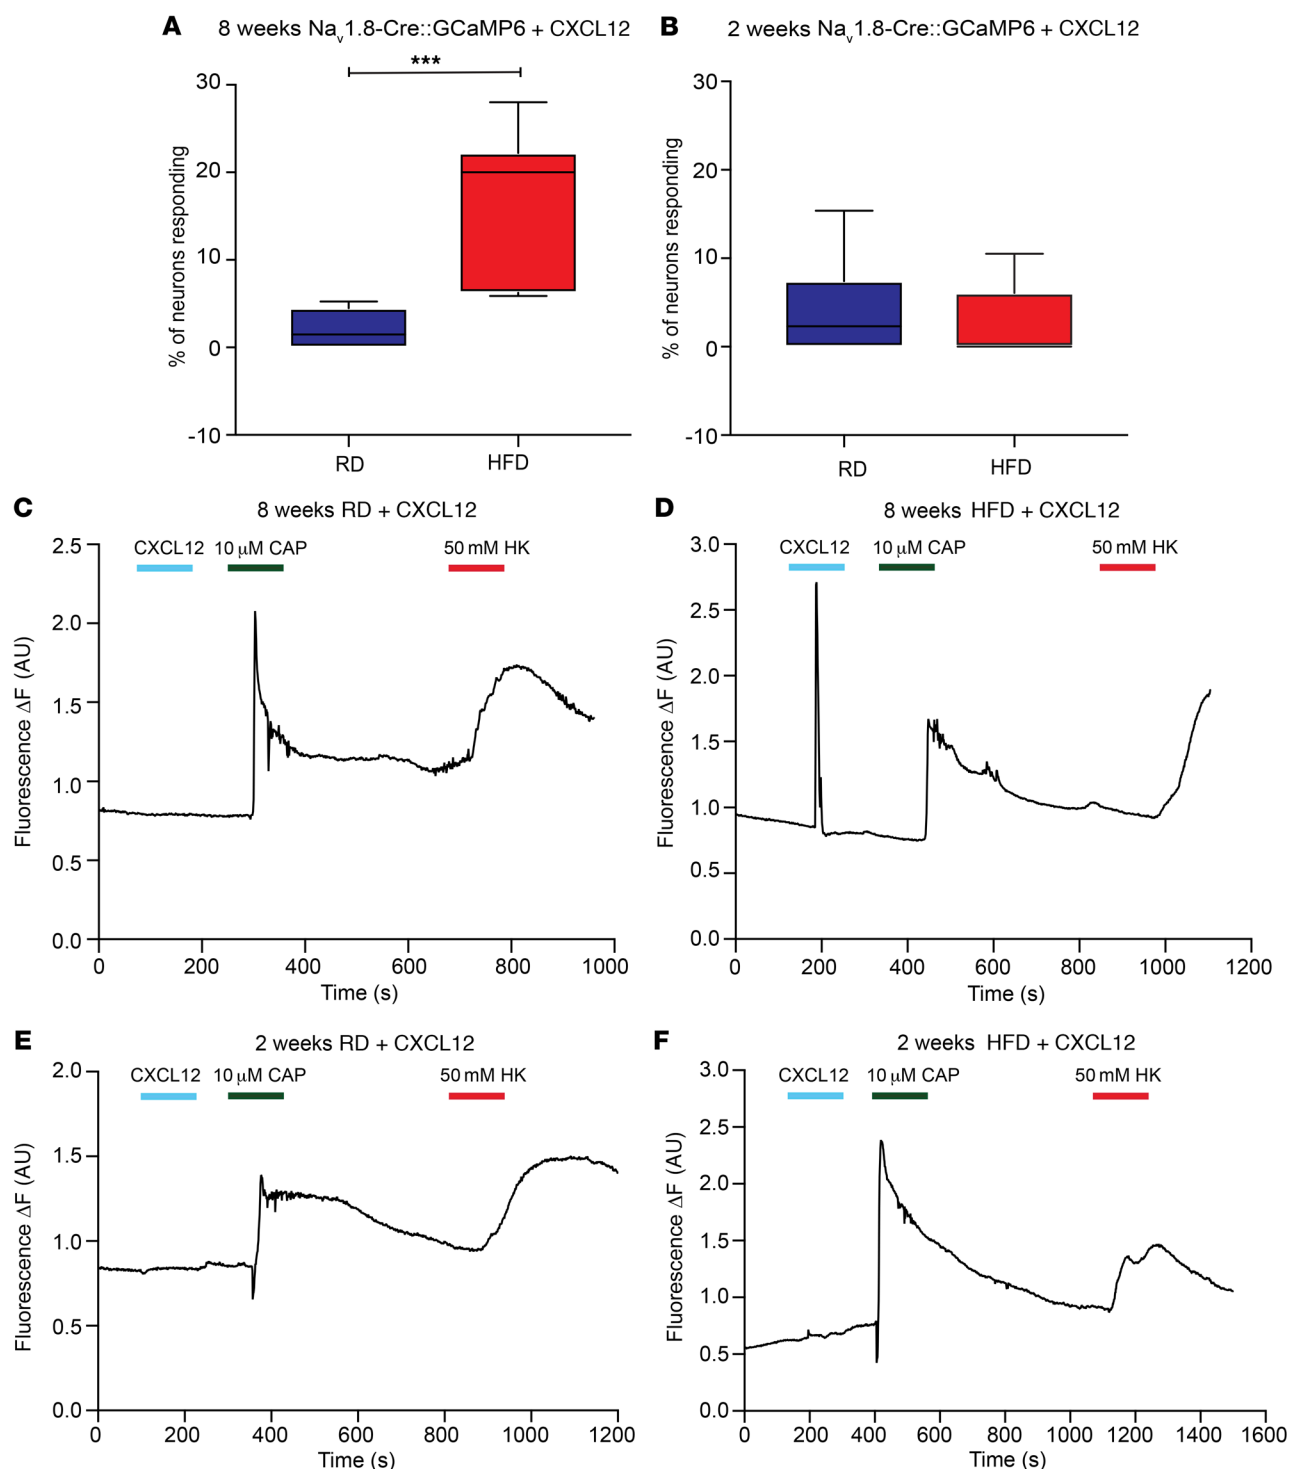 A 8 weeks Nav1.8-Cre::GCaMP6 + CXCL12
***
% of neurons responding
30
20
10
0
-10
RD HFD
B 2 weeks Nav1.8-Cre::GCaMP6 + CXCL12
% of neurons responding
30
20
10
0
-10
RD HFD
C 8 weeks RD + CXCL12
CXCL12 10 µM CAP 50 mM HK
Fluorescence ΔF (AU)
2.5
2.0
1.5
1.0
0.5
0.0
0 200 400 600 800 1000
Time (s)
D 8 weeks HFD + CXCL12
CXCL12 10 µM CAP 50 mM HK
Fluorescence ΔF (AU)
3.0
2.5
2.0
1.5
1.0
0.5
0.0
0 200 400 600 800 1000 1200
Time (s)
E 2 weeks RD + CXCL12
CXCL12 10 µM CAP 50 mM HK
Fluorescence ΔF (AU)
2.0
1.5
1.0
0.5
0.0
0 200 400 600 800 1000 1200
Time (s)
F 2 weeks HFD + CXCL12
CXCL12 10 µM CAP 50 mM HK
Fluorescence ΔF (AU)
3.0
2.5
2.0
1.5
1.0
0.5
0.0
0 200 400 600 800 1000 1200 1400 1600
Time (s)